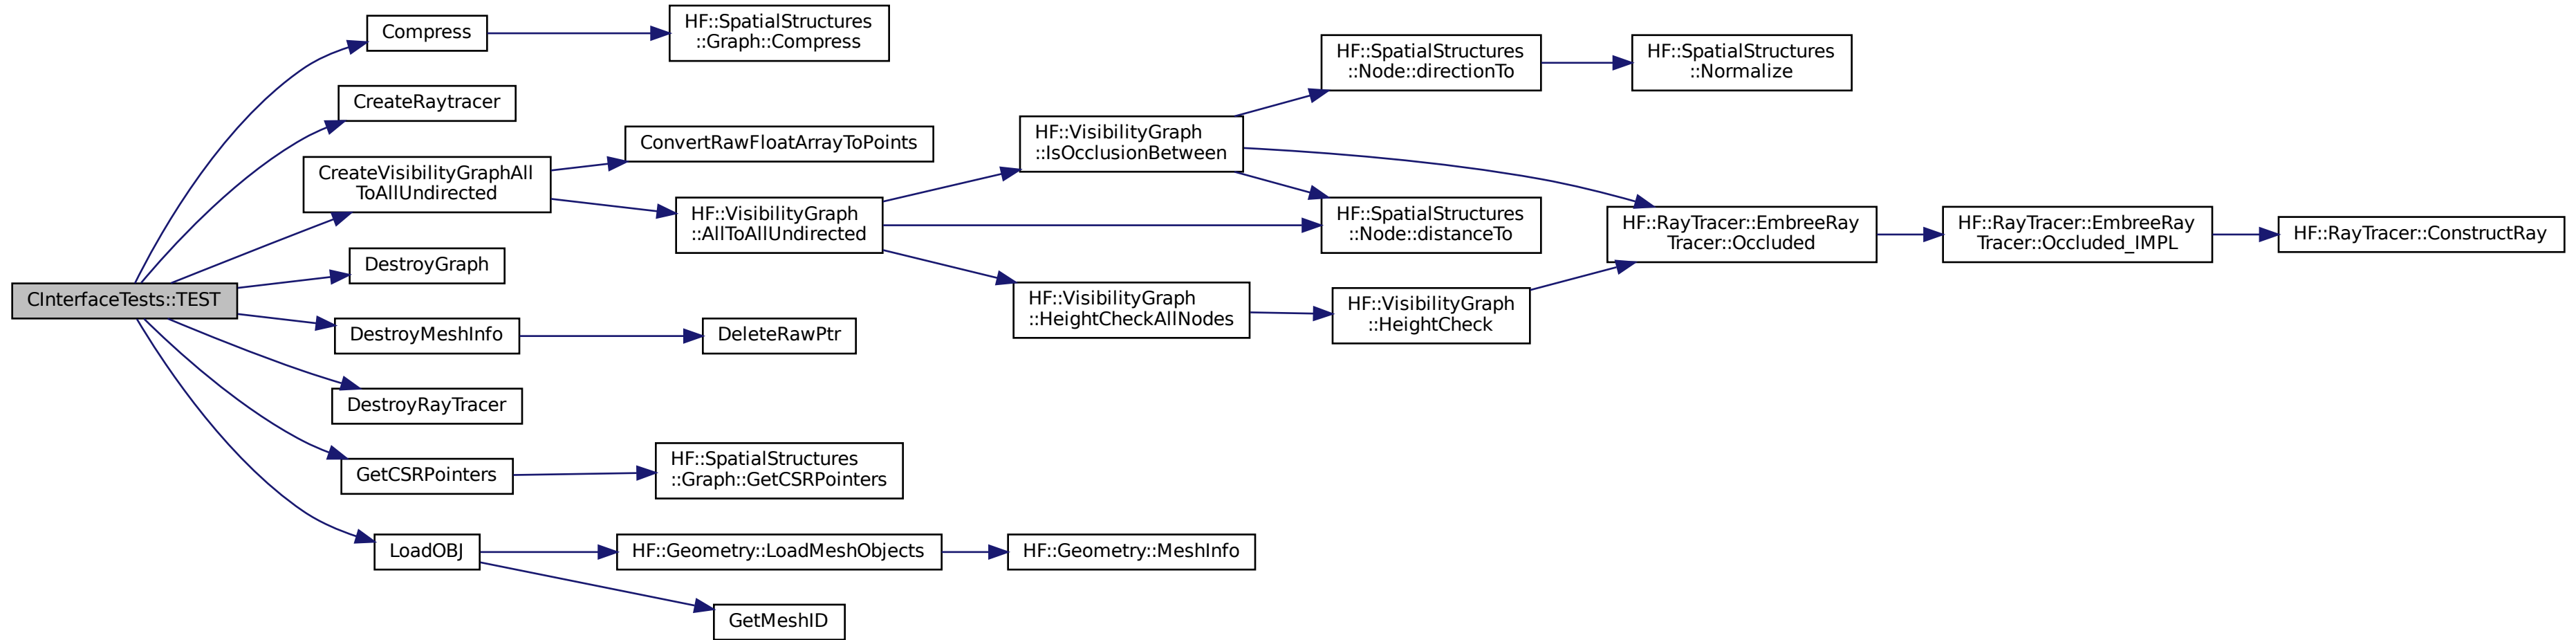 CInterfaceTests::TEST
Compress
HF::SpatialStructures
::Graph::Compress
CreateRaytracer
CreateVisibilityGraphAll
ToAllUndirected
ConvertRawFloatArrayToPoints
HF::VisibilityGraph
::AllToAllUndirected
HF::VisibilityGraph
::IsOcclusionBetween
HF::SpatialStructures
::Node::directionTo
HF::SpatialStructures
::Normalize
HF::SpatialStructures
::Node::distanceTo
HF::RayTracer::EmbreeRay
Tracer::Occluded
HF::RayTracer::EmbreeRay
Tracer::Occluded_IMPL
HF::RayTracer::ConstructRay
HF::VisibilityGraph
::HeightCheckAllNodes
HF::VisibilityGraph
::HeightCheck
DestroyGraph
DestroyMeshInfo
DeleteRawPtr
DestroyRayTracer
GetCSRPointers
HF::SpatialStructures
::Graph::GetCSRPointers
LoadOBJ
HF::Geometry::LoadMeshObjects
HF::Geometry::MeshInfo
GetMeshID